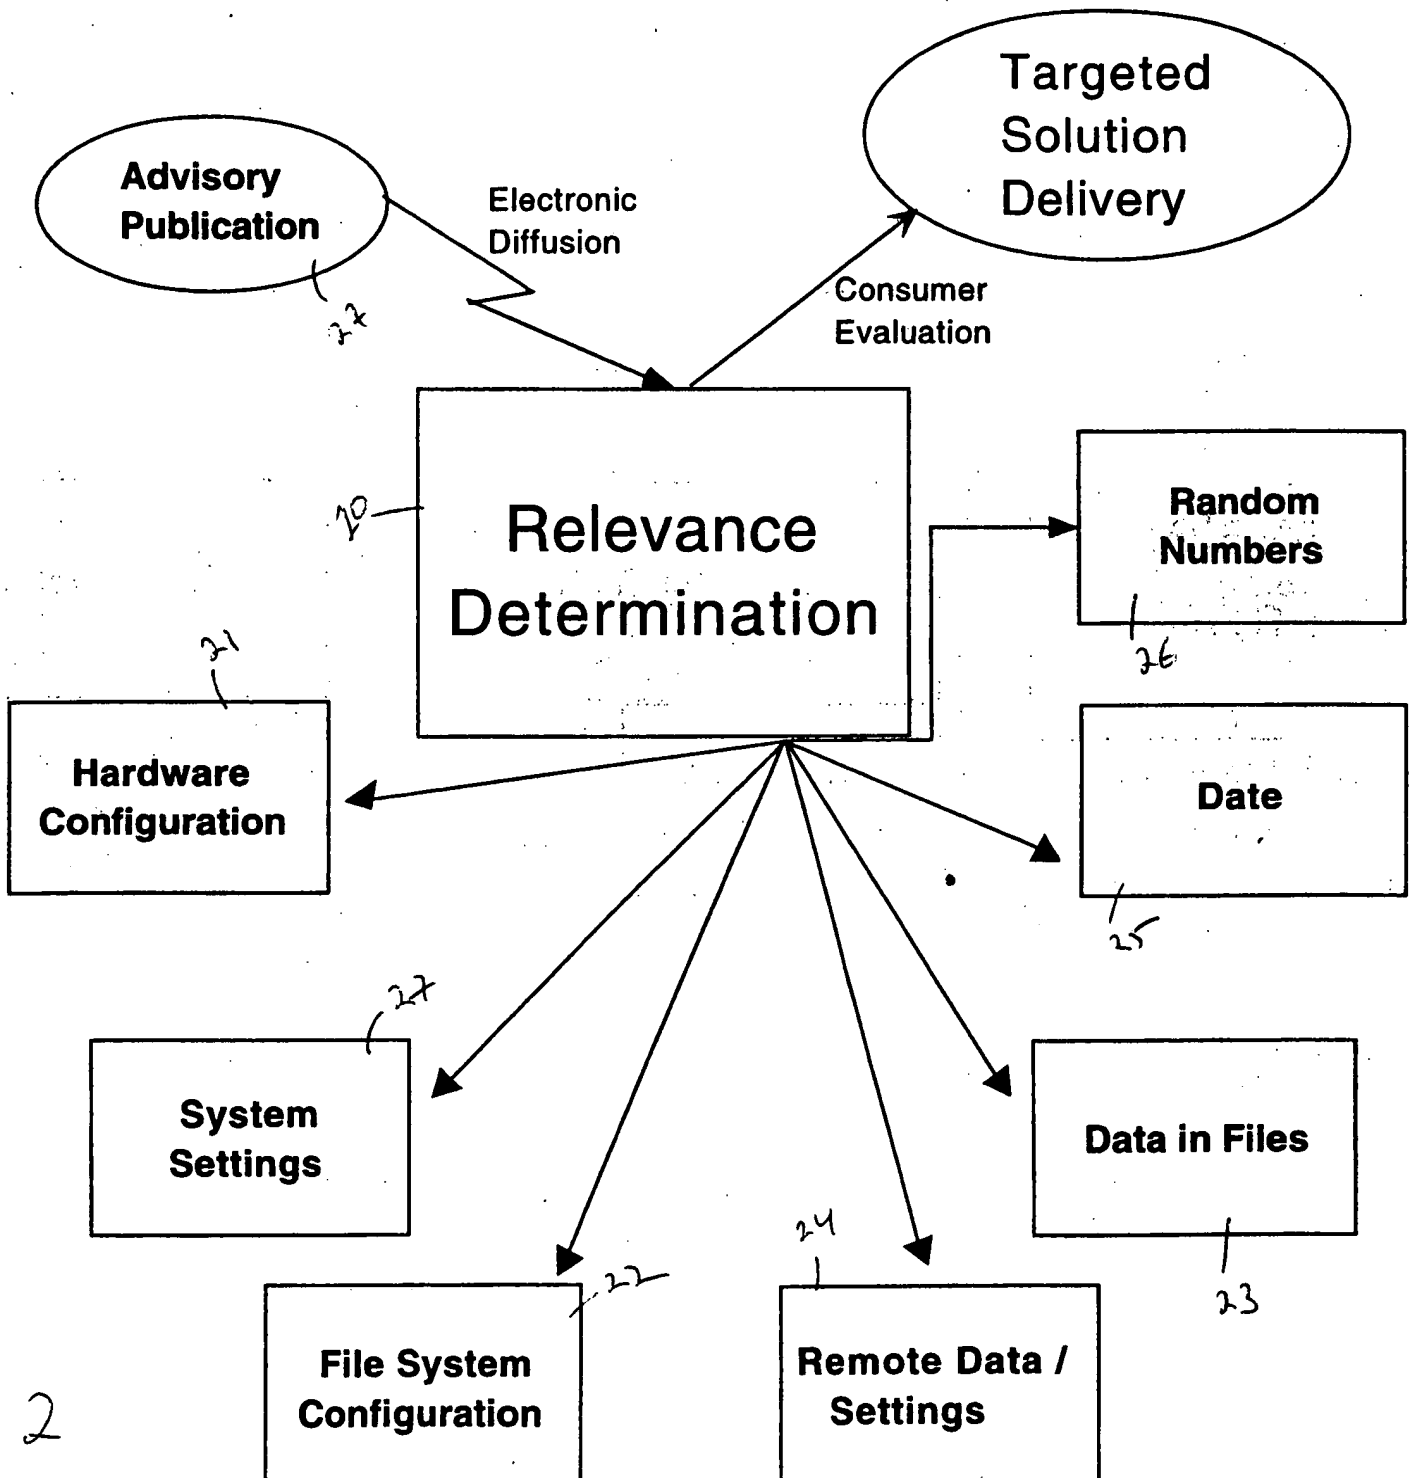 Targeted
Solution
Delivery
Advisory
Publication
27
Electronic
Diffusion
Consumer
Evaluation
20
Relevance
Determination
Random
Numbers
26
21
Hardware
Configuration
Date
25
27
System
Settings
Data in Files
23
22
File System
Configuration
24
Remote Data /
Settings
2